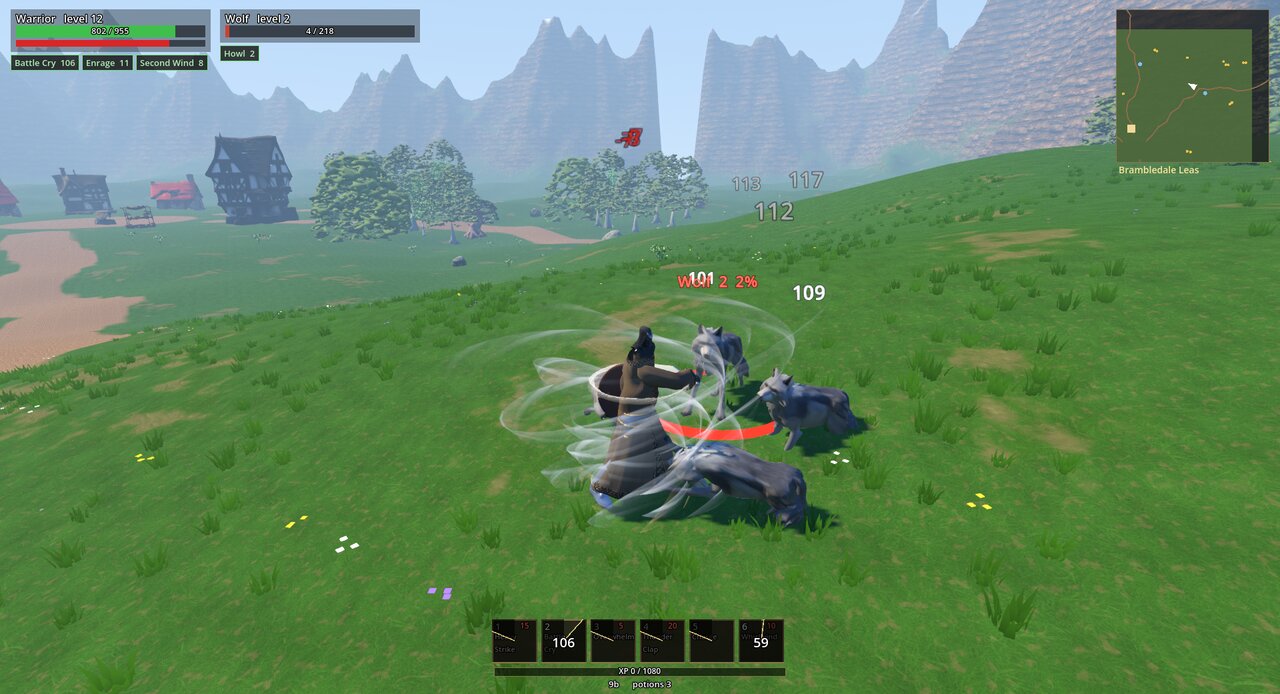 Warrior level 12
802 / 955
Battle Cry 106 Enrage 11 Second Wind 8
Wolf level 2
4 / 218
Howl 2
Brambledale Leas
113 117
112
101
Wolf 2 2%
109
1 15 2 3 5 4 20 5 6 10
106 59
Strike Cry Clap
XP 0 / 1080
9b potions 3